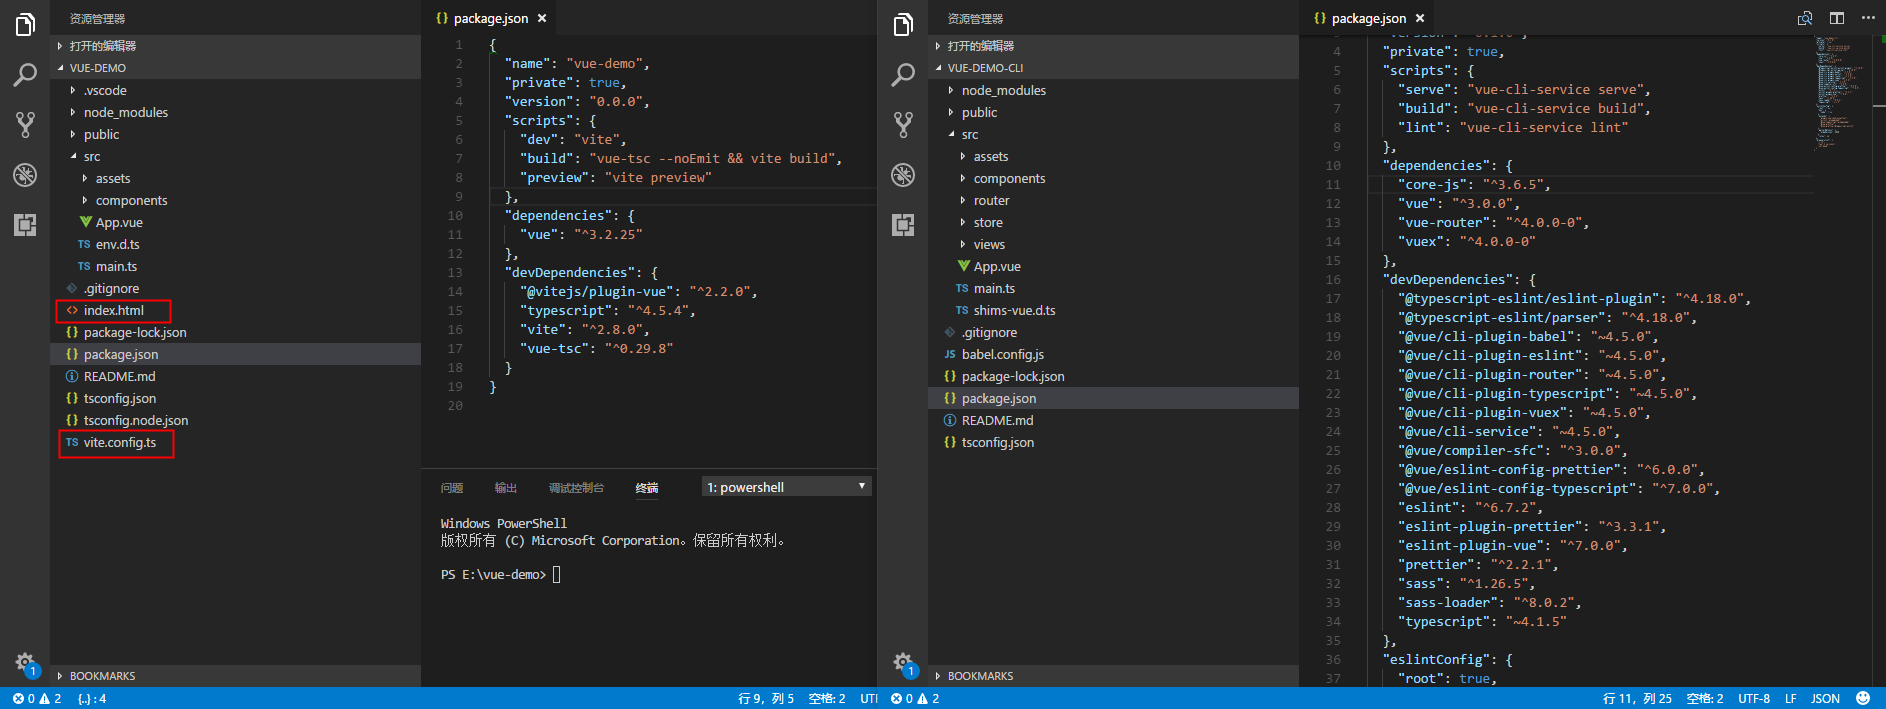 资源管理器
打开的编辑器
VUE-DEMO
.vscode
node_modules
public
src
assets
components
App.vue
TS env.d.ts
TS main.ts
.gitignore
<> index.html
{} package-lock.json
{} package.json
README.md
{} tsconfig.json
{} tsconfig.node.json
TS vite.config.ts
BOOKMARKS
1
{} package.json ×
1 {
2 "name": "vue-demo",
3 "private": true,
4 "version": "0.0.0",
5 "scripts": {
6 "dev": "vite",
7 "build": "vue-tsc --noEmit && vite build",
8 "preview": "vite preview"
9 },
10 "dependencies": {
11 "vue": "^3.2.25"
12 },
13 "devDependencies": {
14 "@vitejs/plugin-vue": "^2.2.0",
15 "typescript": "^4.5.4",
16 "vite": "^2.8.0",
17 "vue-tsc": "^0.29.8"
18 }
19 }
20
问题 输出 调试控制台 终端 1: powershell
Windows PowerShell
版权所有 (C) Microsoft Corporation。保留所有权利。
PS E:\vue-demo>
0 2 {..} : 4 行 9，列 5 空格: 2 UTF
资源管理器
打开的编辑器
VUE-DEMO-CLI
node_modules
public
src
assets
components
router
store
views
App.vue
TS main.ts
TS shims-vue.d.ts
.gitignore
JS babel.config.js
{} package-lock.json
{} package.json
README.md
{} tsconfig.json
BOOKMARKS
1
{} package.json ×
4 "private": true,
5 "scripts": {
6 "serve": "vue-cli-service serve",
7 "build": "vue-cli-service build",
8 "lint": "vue-cli-service lint"
9 },
10 "dependencies": {
11 "core-js": "^3.6.5",
12 "vue": "^3.0.0",
13 "vue-router": "^4.0.0-0",
14 "vuex": "^4.0.0-0"
15 },
16 "devDependencies": {
17 "@typescript-eslint/eslint-plugin": "^4.18.0",
18 "@typescript-eslint/parser": "^4.18.0",
19 "@vue/cli-plugin-babel": "~4.5.0",
20 "@vue/cli-plugin-eslint": "~4.5.0",
21 "@vue/cli-plugin-router": "~4.5.0",
22 "@vue/cli-plugin-typescript": "~4.5.0",
23 "@vue/cli-plugin-vuex": "~4.5.0",
24 "@vue/cli-service": "~4.5.0",
25 "@vue/compiler-sfc": "^3.0.0",
26 "@vue/eslint-config-prettier": "^6.0.0",
27 "@vue/eslint-config-typescript": "^7.0.0",
28 "eslint": "^6.7.2",
29 "eslint-plugin-prettier": "^3.3.1",
30 "eslint-plugin-vue": "^7.0.0",
31 "prettier": "^2.2.1",
32 "sass": "^1.26.5",
33 "sass-loader": "^8.0.2",
34 "typescript": "~4.1.5"
35 },
36 "eslintConfig": {
37 "root": true,
0 2 行 11，列 25 空格: 2 UTF-8 LF JSON